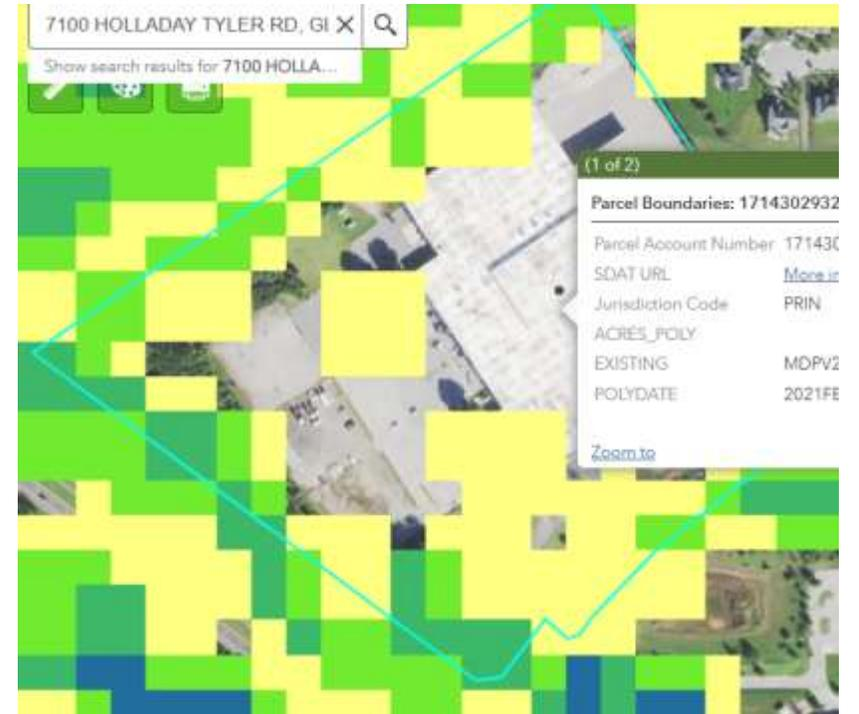 7100 HOLLADAY TYLER RD, GI
Show search results for 7100 HOLLA...
(1 of 2)
Parcel Boundaries: 1714302932
Parcel Account Number 171430
SDAT URL More in
Jurisdiction Code PRIN
ACRES_POLY
EXISTING MDPV2
POLYDATE 2021FE
Zoom to